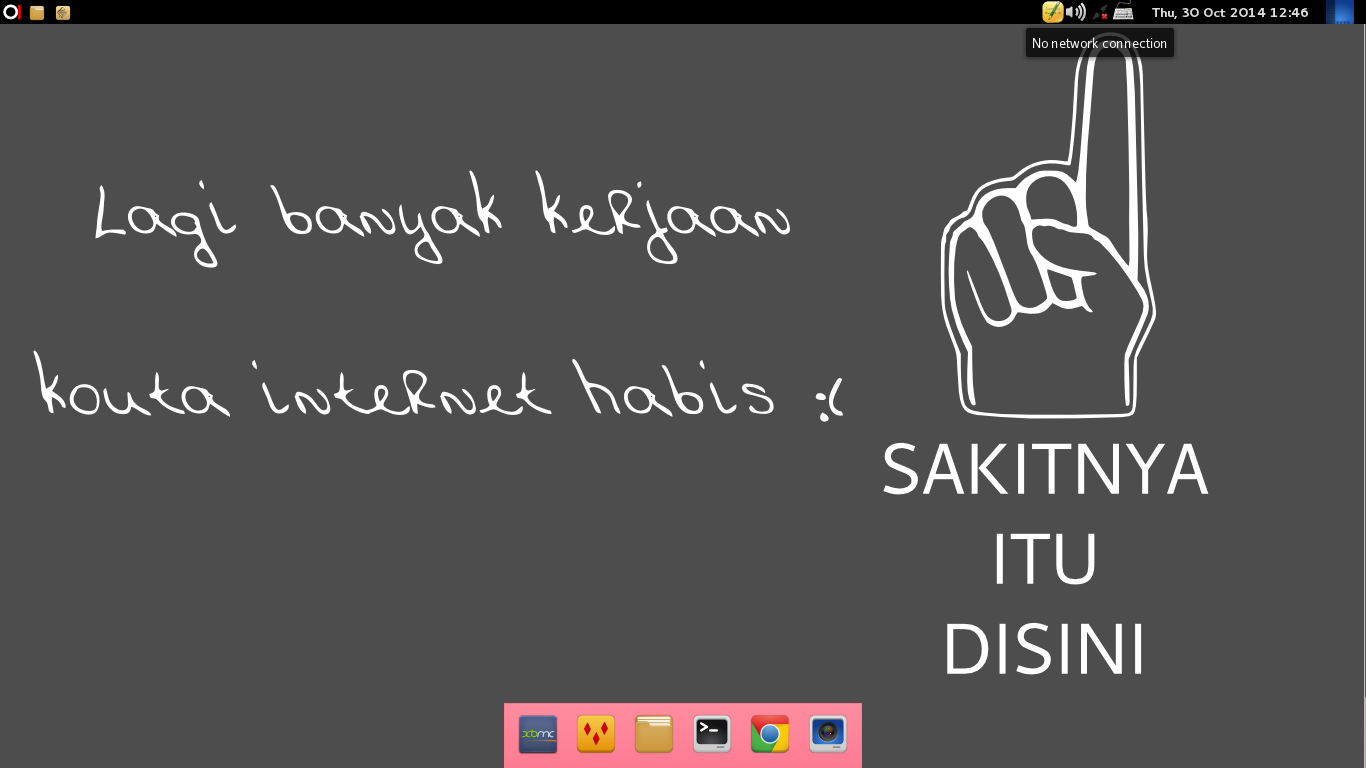 Thu, 30 Oct 2014 12:46
No network connection
Lagi banyak kerjaan
kouta internet habis :(
SAKITNYA
ITU
DISINI
xbmc